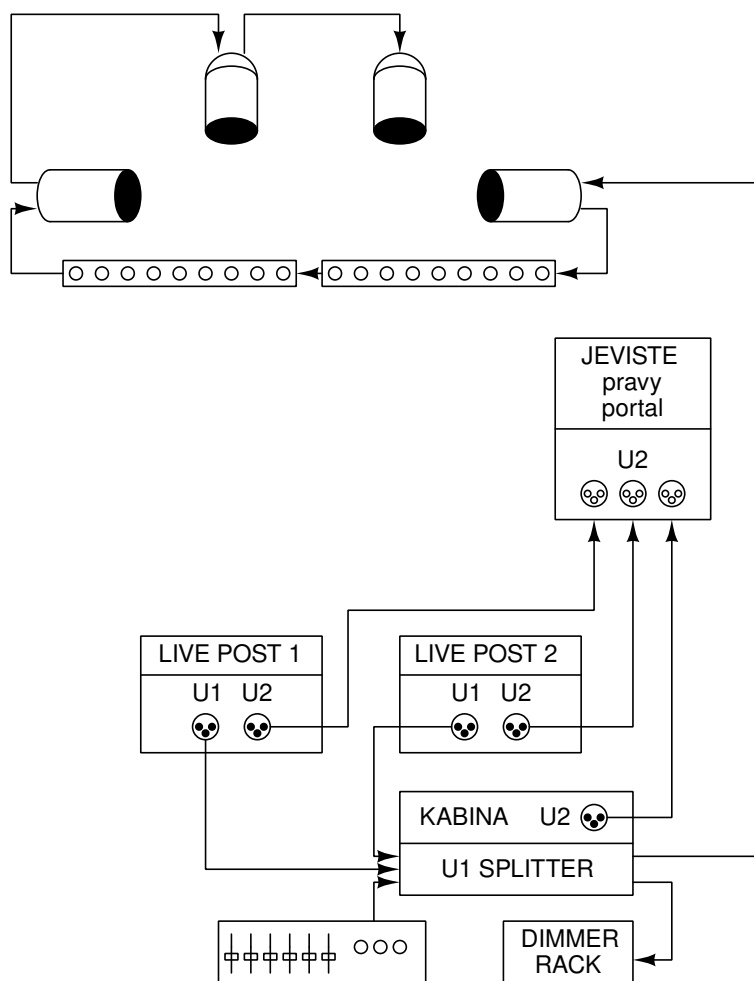 JEVISTE
pravy
portal
U2
LIVE POST 1
U1 U2
LIVE POST 2
U1 U2
KABINA U2
U1 SPLITTER
DIMMER
RACK